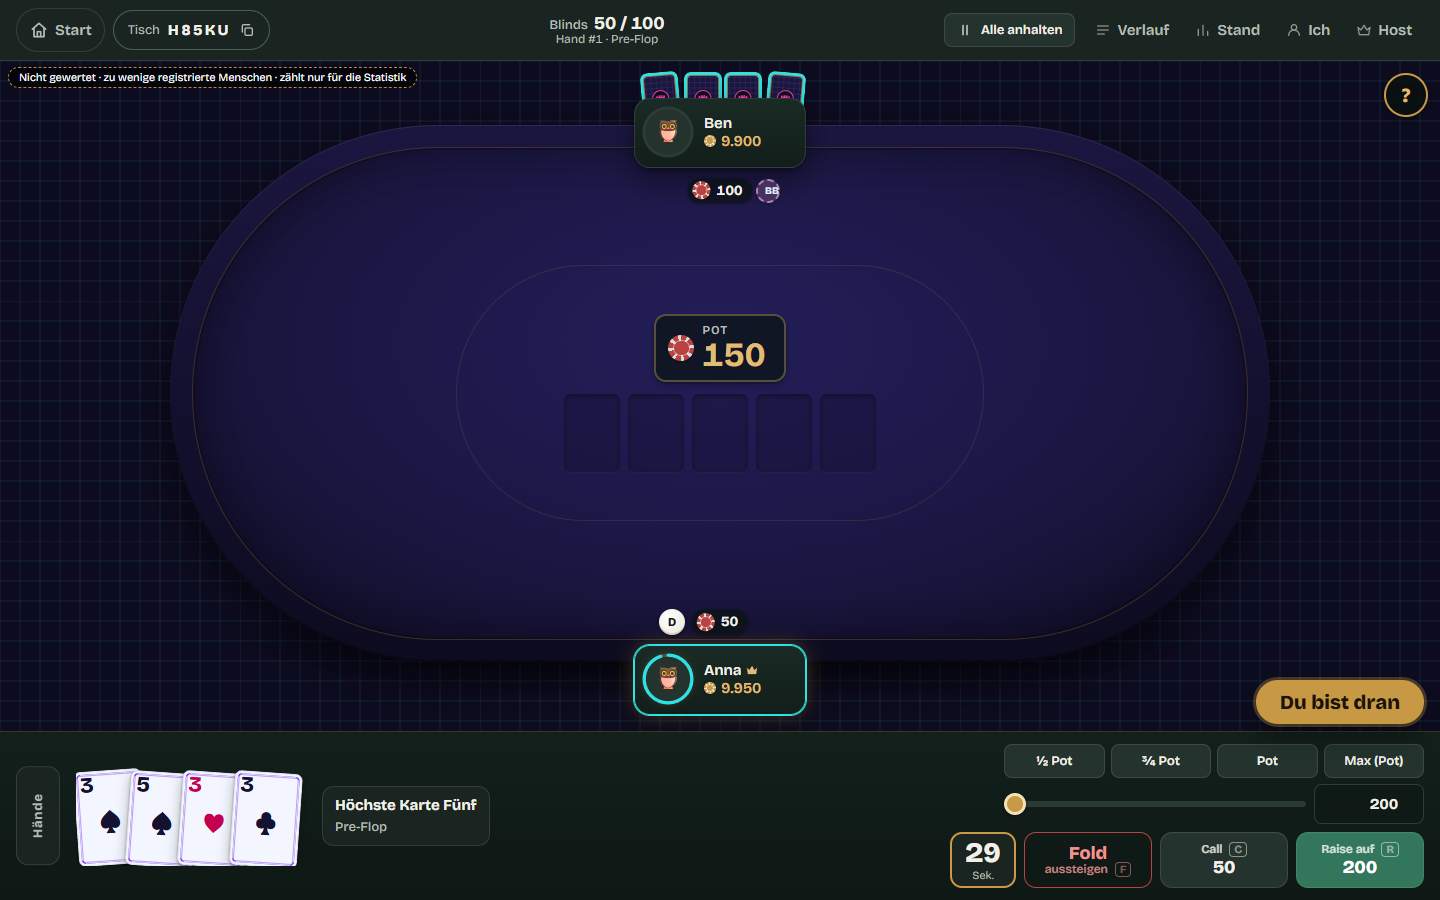 Start
Tisch H85KU
Blinds 50 / 100
Hand #1 · Pre-Flop
Alle anhalten
Verlauf
Stand
Ich
Host
Nicht gewertet · zu wenige registrierte Menschen · zählt nur für die Statistik
?
Ben
9.900
100
BB
POT
150
D
50
Anna
9.950
Du bist dran
Hände
3
5
3
3
Höchste Karte Fünf
Pre-Flop
½ Pot
¾ Pot
Pot
Max (Pot)
200
29
Sek.
Fold
aussteigen F
Call C
50
Raise auf R
200